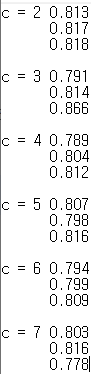 c = 2 0.813
0.817
0.818
c = 3 0.791
0.814
0.866
c = 4 0.789
0.804
0.812
c = 5 0.807
0.798
0.816
c = 6 0.794
0.799
0.809
c = 7 0.803
0.816
0.778